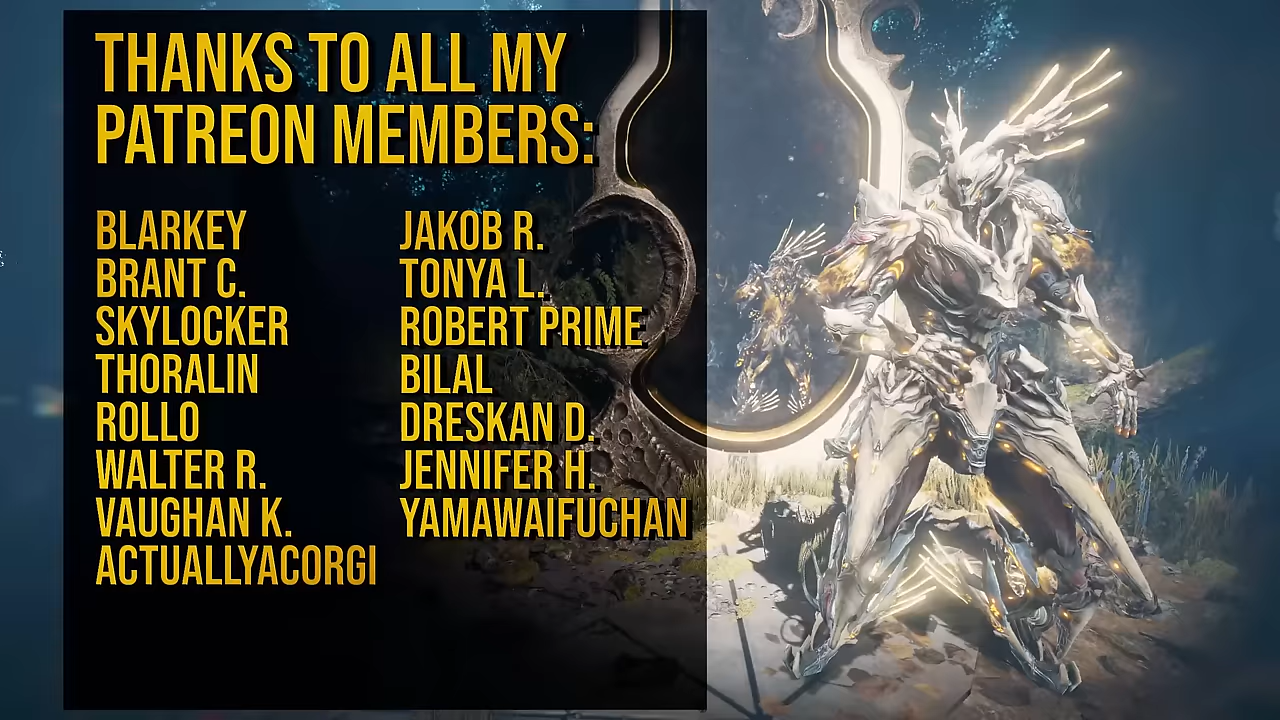 THANKS TO ALL MY
PATREON MEMBERS:
BLARKEY
BRANT C.
SKYLOCKER
THORALIN
ROLLO
WALTER R.
VAUGHAN K.
ACTUALLYACORGI
JAKOB R.
TONYA L.
ROBERT PRIME
BILAL
DRESKAN D.
JENNIFER H.
YAMAWAIFUCHAN